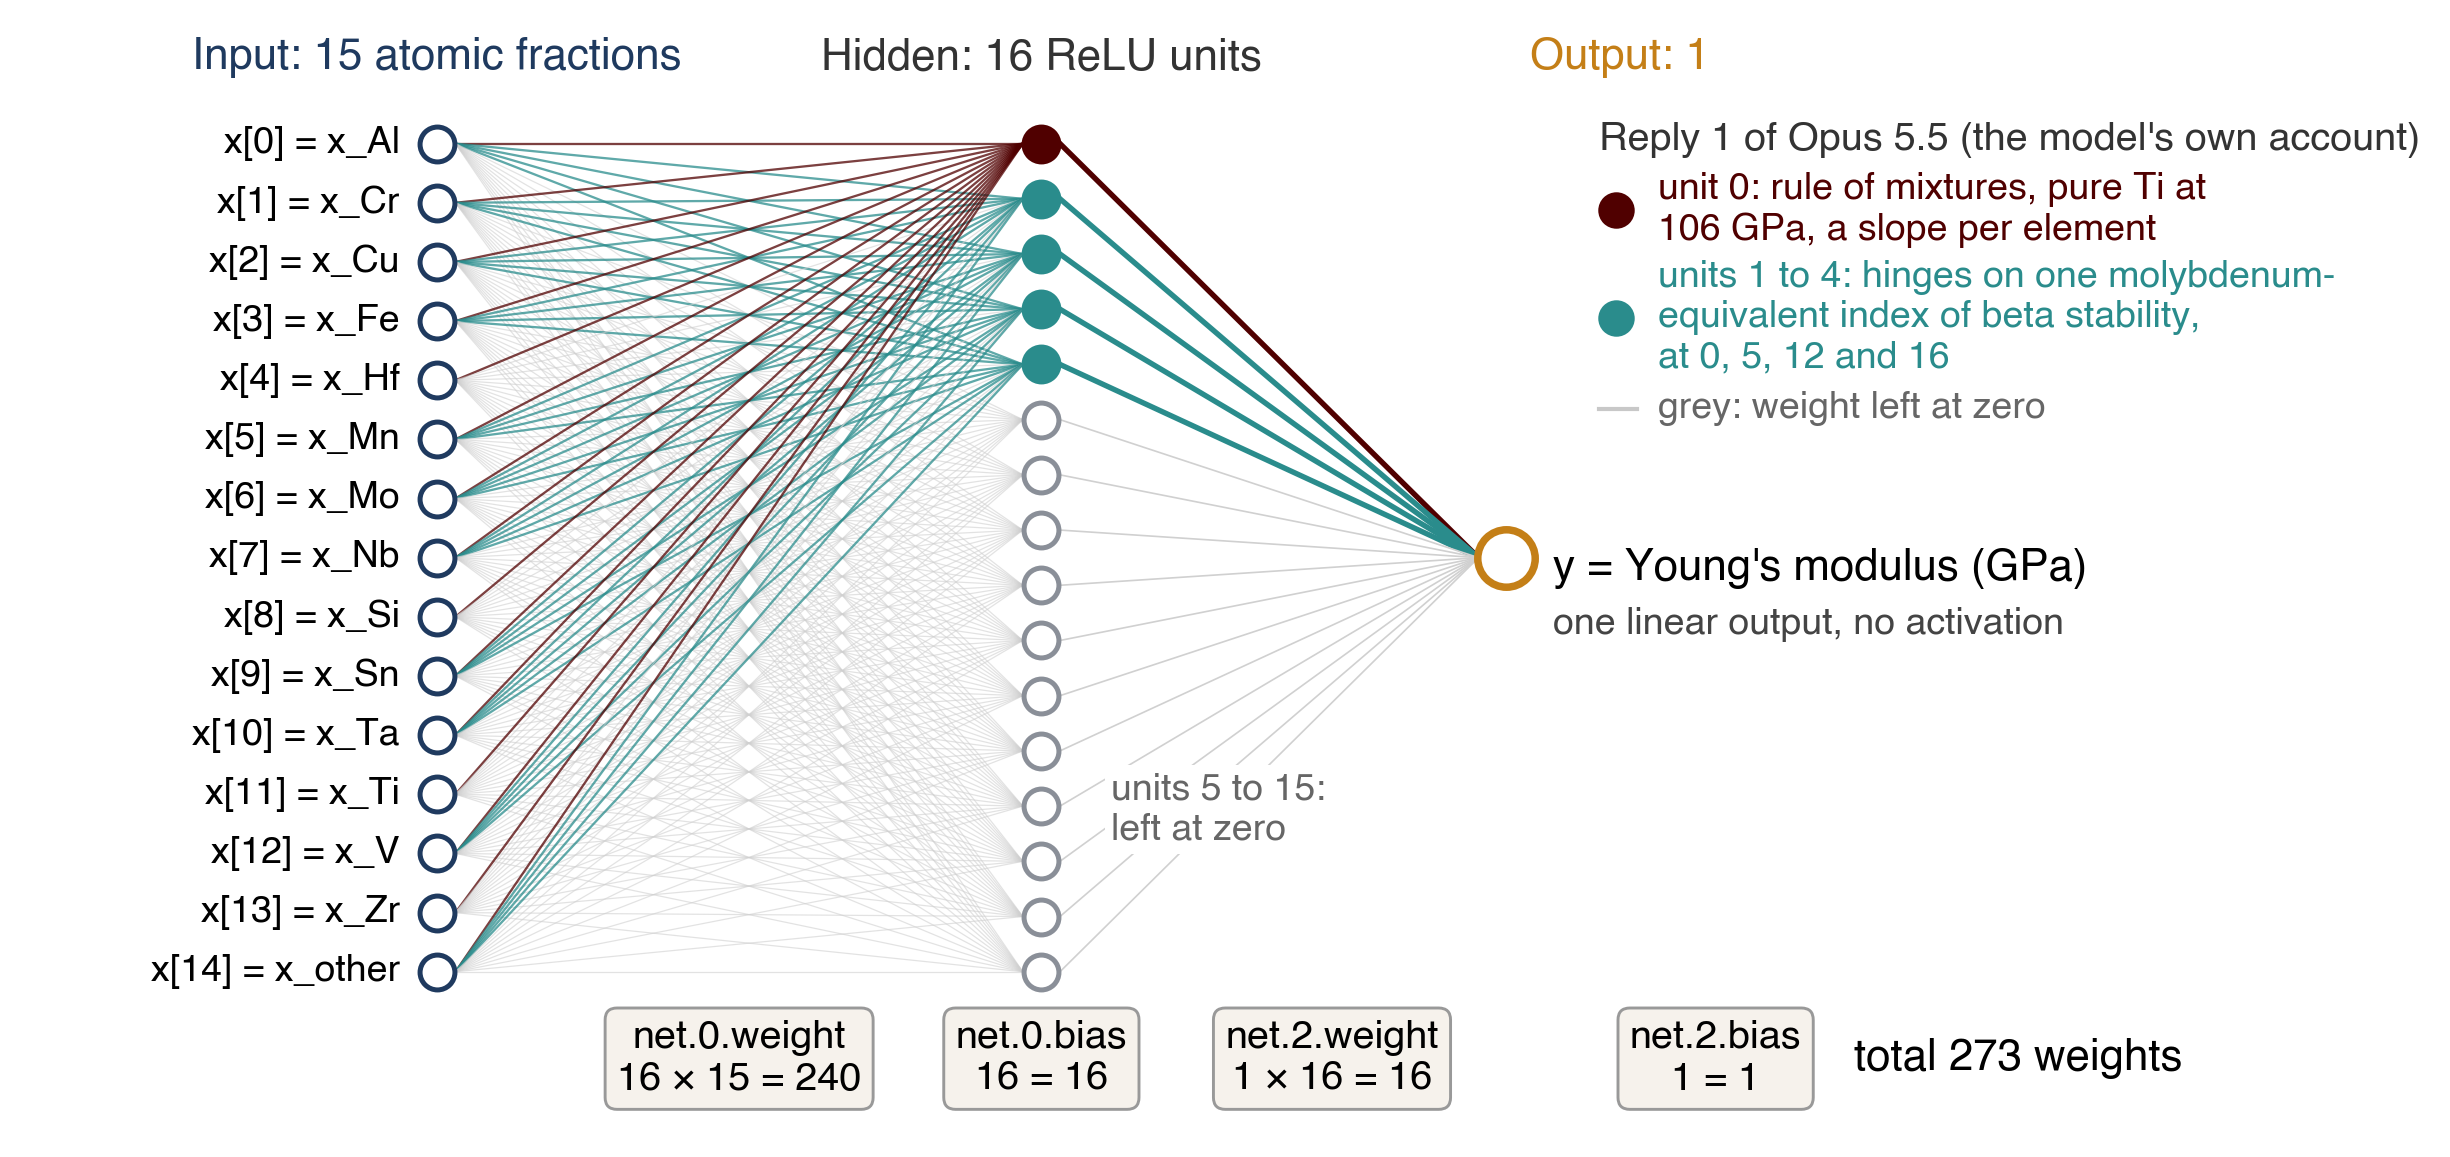 Input: 15 atomic fractions
Hidden: 16 ReLU units
Output: 1
x[0] = x_Al
x[1] = x_Cr
x[2] = x_Cu
x[3] = x_Fe
x[4] = x_Hf
x[5] = x_Mn
x[6] = x_Mo
x[7] = x_Nb
x[8] = x_Si
x[9] = x_Sn
x[10] = x_Ta
x[11] = x_Ti
x[12] = x_V
x[13] = x_Zr
x[14] = x_other
Reply 1 of Opus 5.5 (the model's own account)
unit 0: rule of mixtures, pure Ti at
106 GPa, a slope per element
units 1 to 4: hinges on one molybdenum-
equivalent index of beta stability,
at 0, 5, 12 and 16
grey: weight left at zero
y = Young's modulus (GPa)
one linear output, no activation
units 5 to 15:
left at zero
net.0.weight
16 × 15 = 240
net.0.bias
16 = 16
net.2.weight
1 × 16 = 16
net.2.bias
1 = 1
total 273 weights